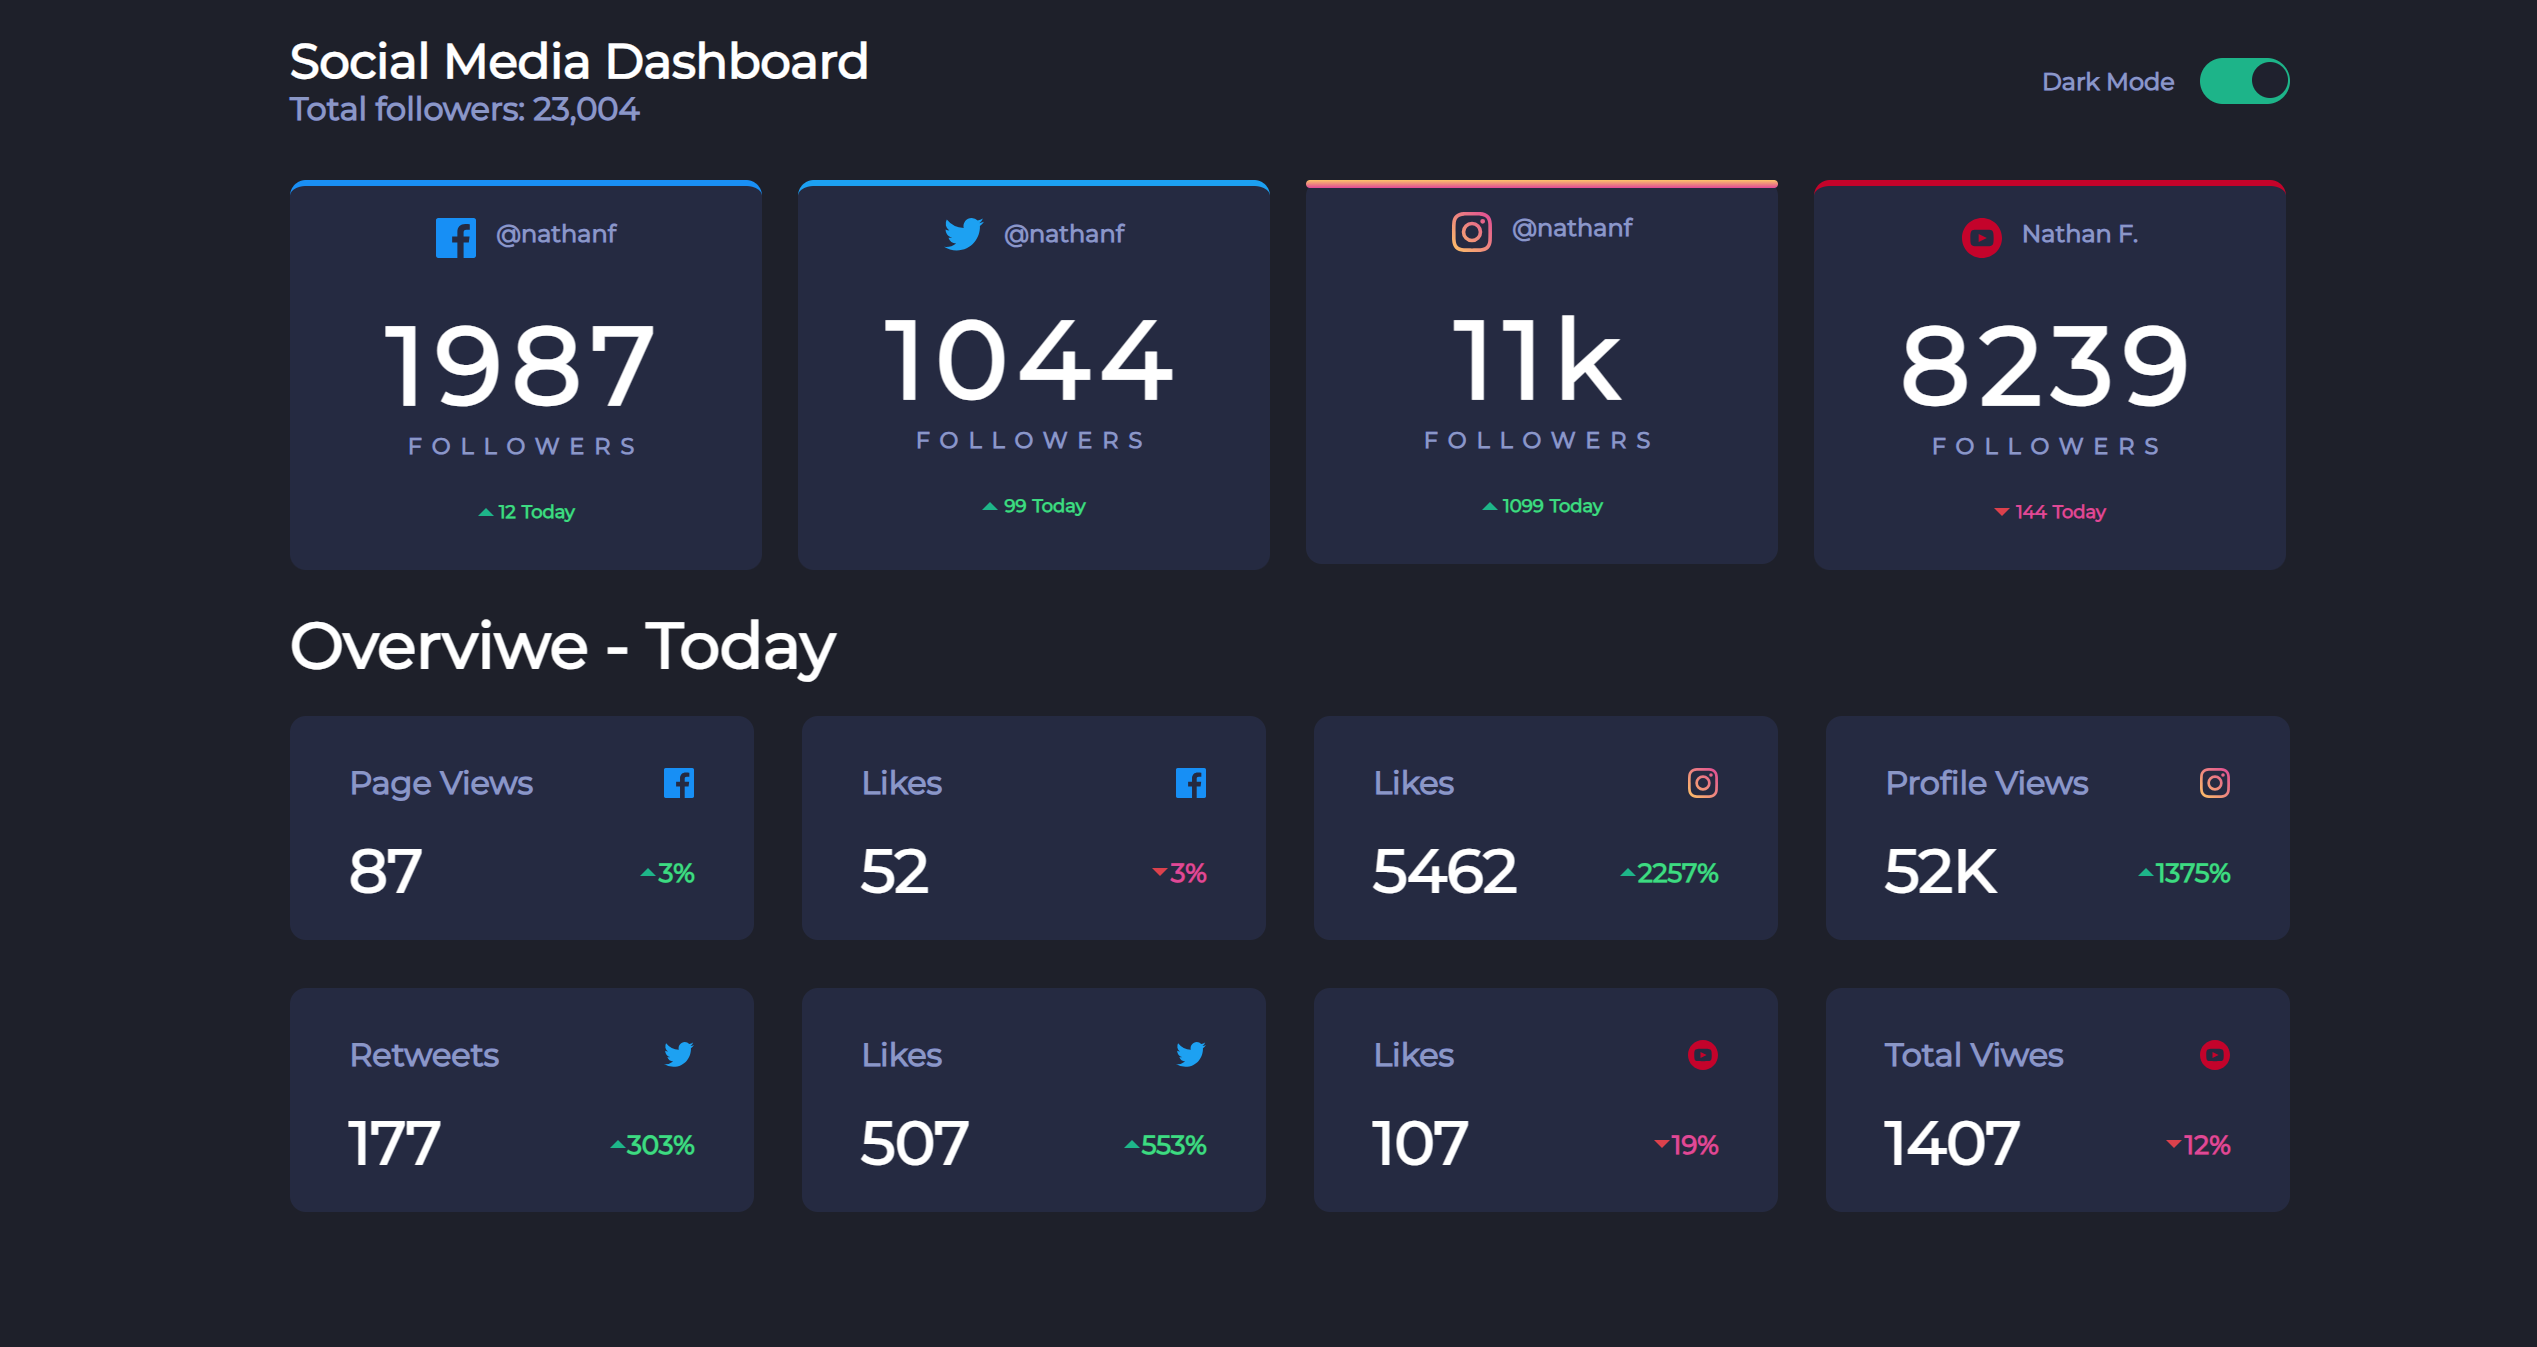 Social Media Dashboard
Total followers: 23,004
Dark Mode
@nathanf
1987
FOLLOWERS
12 Today
@nathanf
1044
FOLLOWERS
99 Today
@nathanf
11k
FOLLOWERS
1099 Today
Nathan F.
8239
FOLLOWERS
144 Today
Overviwe - Today
Page Views
87
3%
Likes
52
3%
Likes
5462
2257%
Profile Views
52K
1375%
Retweets
177
303%
Likes
507
553%
Likes
107
19%
Total Viwes
1407
12%